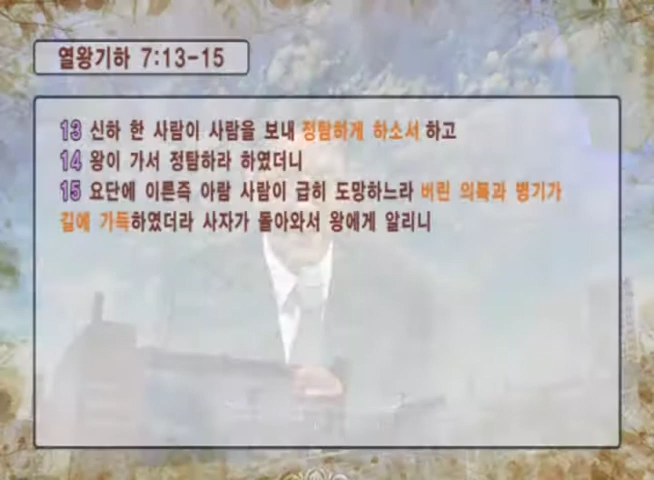 열왕기하 7:13-15
13 신하 한 사람이 사람을 보내 정탐하게 하소서 하고
14 왕이 가서 정탐하라 하였더니
15 요단에 이른즉 아람 사람이 급히 도망하느라 버린 의복과 병기가
길에 가득하였더라 사자가 돌아와서 왕에게 알리니